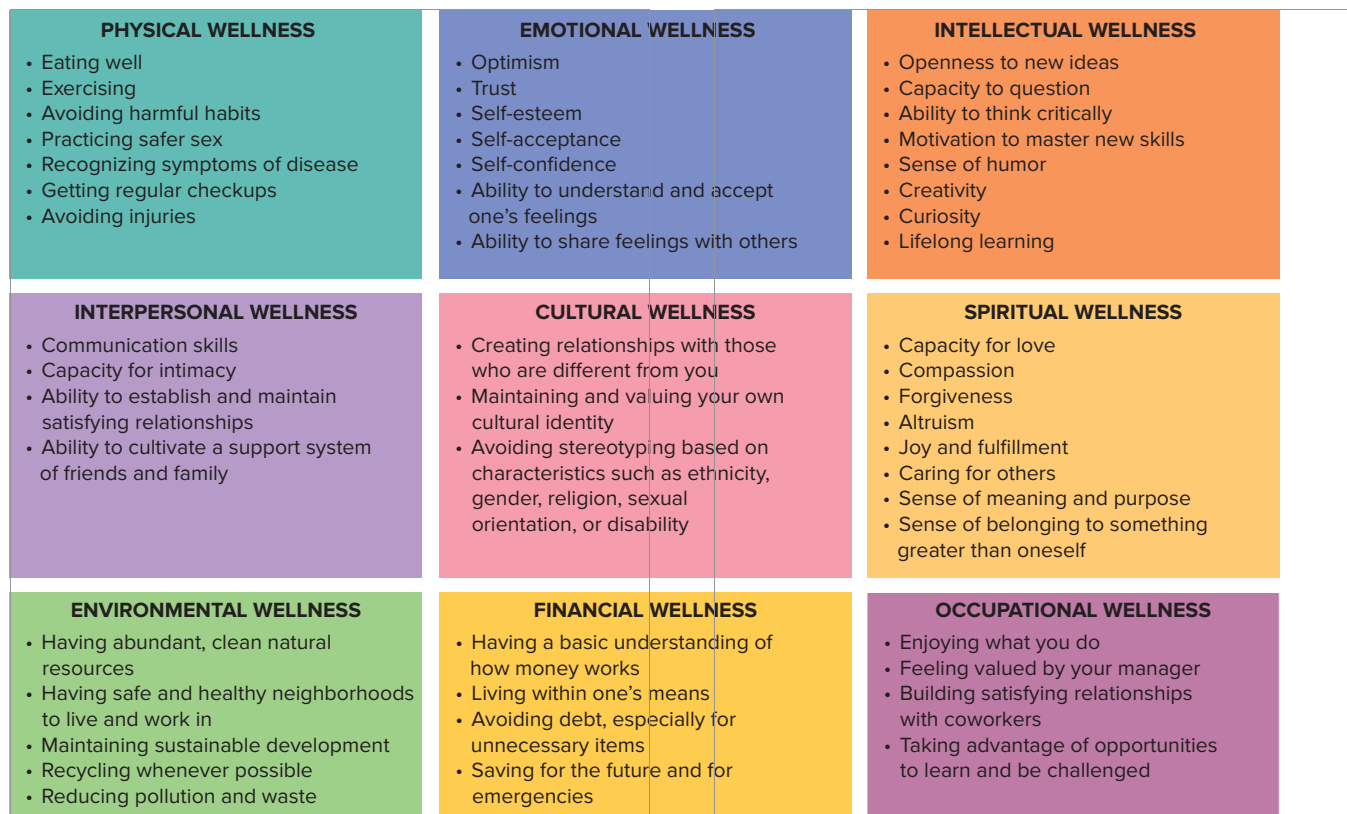 PHYSICAL WELLNESS
• Eating well
• Exercising
• Avoiding harmful habits
• Practicing safer sex
• Recognizing symptoms of disease
• Getting regular checkups
• Avoiding injuries
EMOTIONAL WELLNESS
• Optimism
• Trust
• Self-esteem
• Self-acceptance
• Self-confidence
• Ability to understand and accept
one’s feelings
• Ability to share feelings with others
INTELLECTUAL WELLNESS
• Openness to new ideas
• Capacity to question
• Ability to think critically
• Motivation to master new skills
• Sense of humor
• Creativity
• Curiosity
• Lifelong learning
INTERPERSONAL WELLNESS
• Communication skills
• Capacity for intimacy
• Ability to establish and maintain
satisfying relationships
• Ability to cultivate a support system
of friends and family
CULTURAL WELLNESS
• Creating relationships with those
who are different from you
• Maintaining and valuing your own
cultural identity
• Avoiding stereotyping based on
characteristics such as ethnicity,
gender, religion, sexual
orientation, or disability
SPIRITUAL WELLNESS
• Capacity for love
• Compassion
• Forgiveness
• Altruism
• Joy and fulfillment
• Caring for others
• Sense of meaning and purpose
• Sense of belonging to something
greater than oneself
ENVIRONMENTAL WELLNESS
• Having abundant, clean natural
resources
• Having safe and healthy neighborhoods
to live and work in
• Maintaining sustainable development
• Recycling whenever possible
• Reducing pollution and waste
FINANCIAL WELLNESS
• Having a basic understanding of
how money works
• Living within one’s means
• Avoiding debt, especially for
unnecessary items
• Saving for the future and for
emergencies
OCCUPATIONAL WELLNESS
• Enjoying what you do
• Feeling valued by your manager
• Building satisfying relationships
with coworkers
• Taking advantage of opportunities
to learn and be challenged